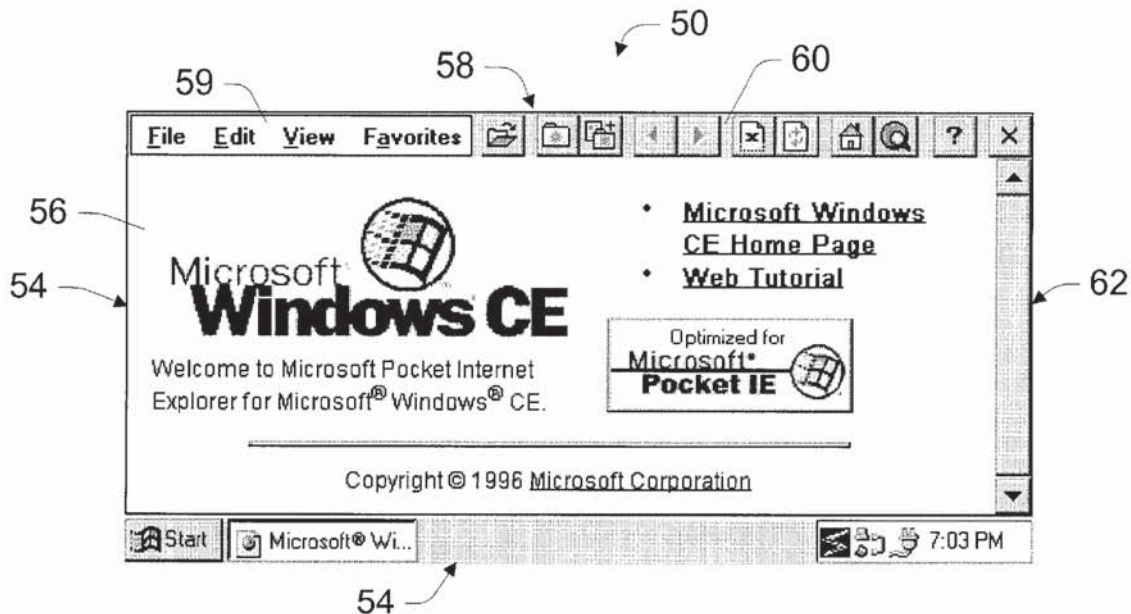 50
58
60
59
File Edit View Favorites ? ×
56
54
62
Microsoft
Windows CE
Welcome to Microsoft Pocket Internet
Explorer for Microsoft® Windows® CE.
• Microsoft Windows
CE Home Page
• Web Tutorial
Optimized for
Microsoft®
Pocket IE
Copyright © 1996 Microsoft Corporation
Start Microsoft® Wi... 7:03 PM
54